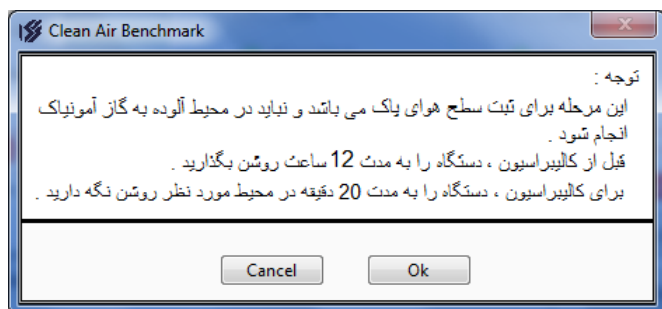 Clean Air Benchmark
توجه :
این مرحله برای ثبت سطح هوای پاک می باشد و نباید در محیط آلوده به گاز آمونیاک
انجام شود .
قبل از کالیبراسیون ، دستگاه را به مدت 12 ساعت روشن بگذارید .
برای کالیبراسیون ، دستگاه را به مدت 20 دقیقه در محیط مورد نظر روشن نگه دارید .
Cancel Ok